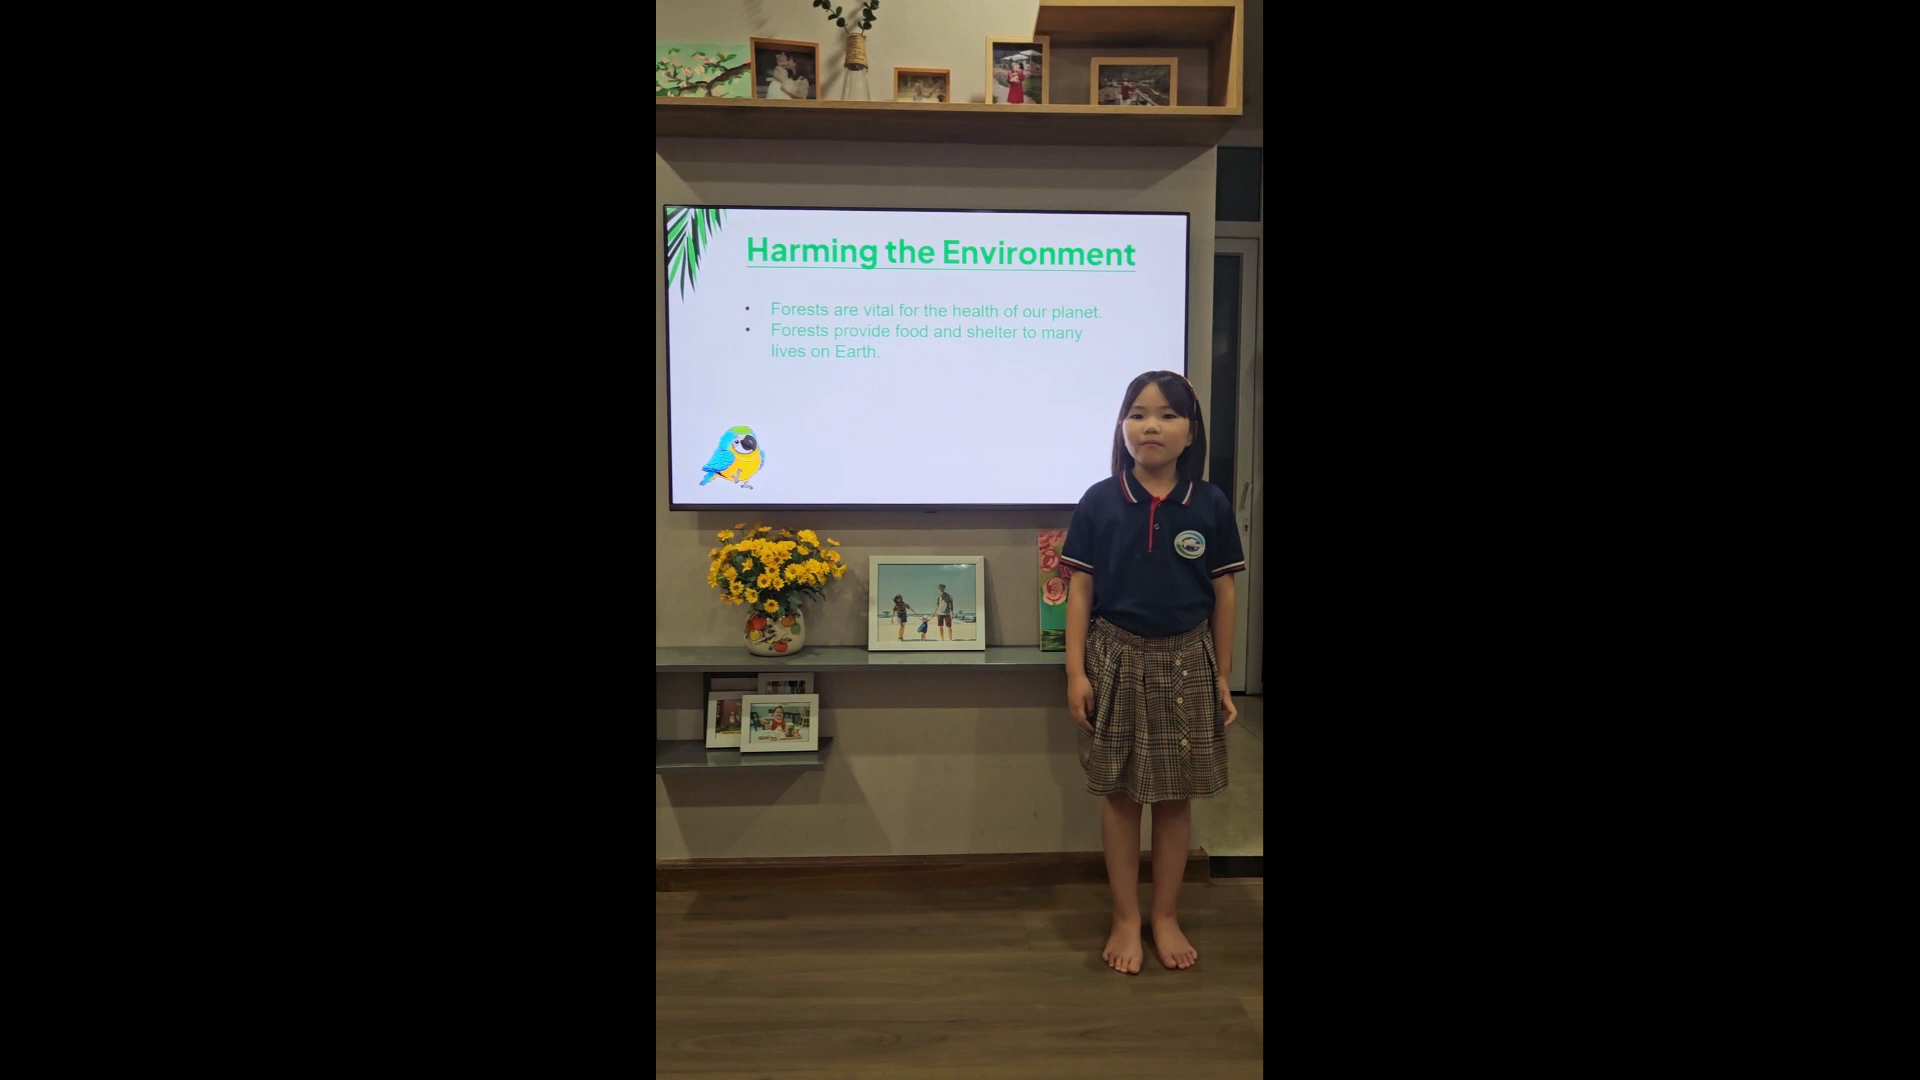 Harming the Environment
• Forests are vital for the health of our planet.
• Forests provide food and shelter to many
lives on Earth.